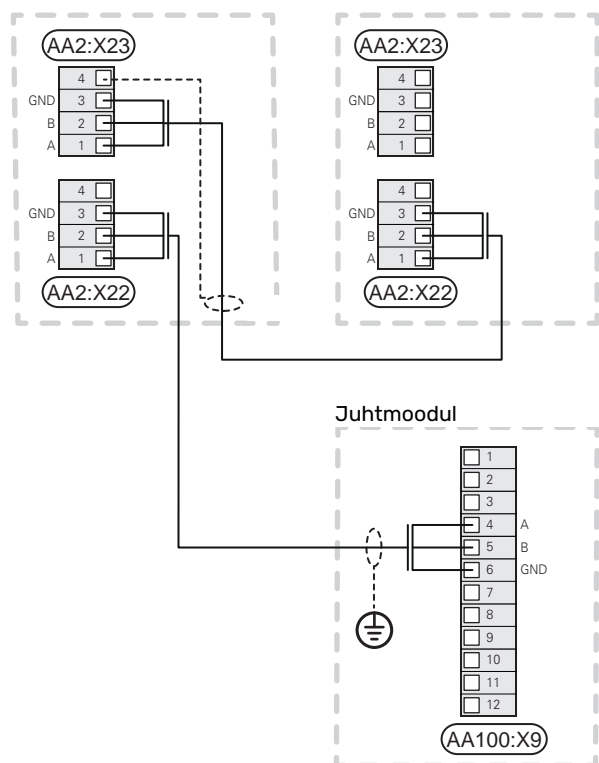 AA2:X23
4
GND 3
B 2
A 1
4
GND 3
B 2
A 1
AA2:X22
AA2:X23
4
GND 3
B 2
A 1
4
GND 3
B 2
A 1
AA2:X22
Juhtmoodul
1
2
3
4 A
5 B
6 GND
7
8
9
10
11
12
AA100:X9